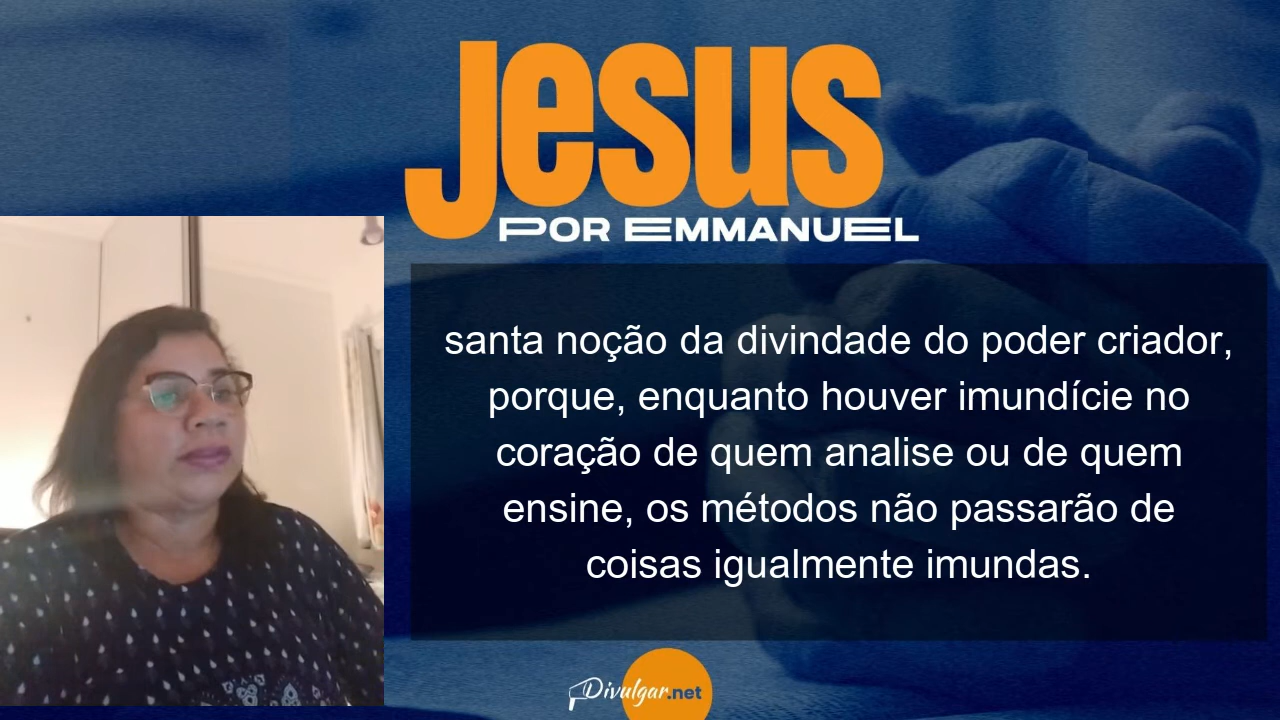 Jesus
POR EMMANUEL
santa noção da divindade do poder criador,
porque, enquanto houver imundície no
coração de quem analise ou de quem
ensine, os métodos não passarão de
coisas igualmente imundas.
Divulgar.net